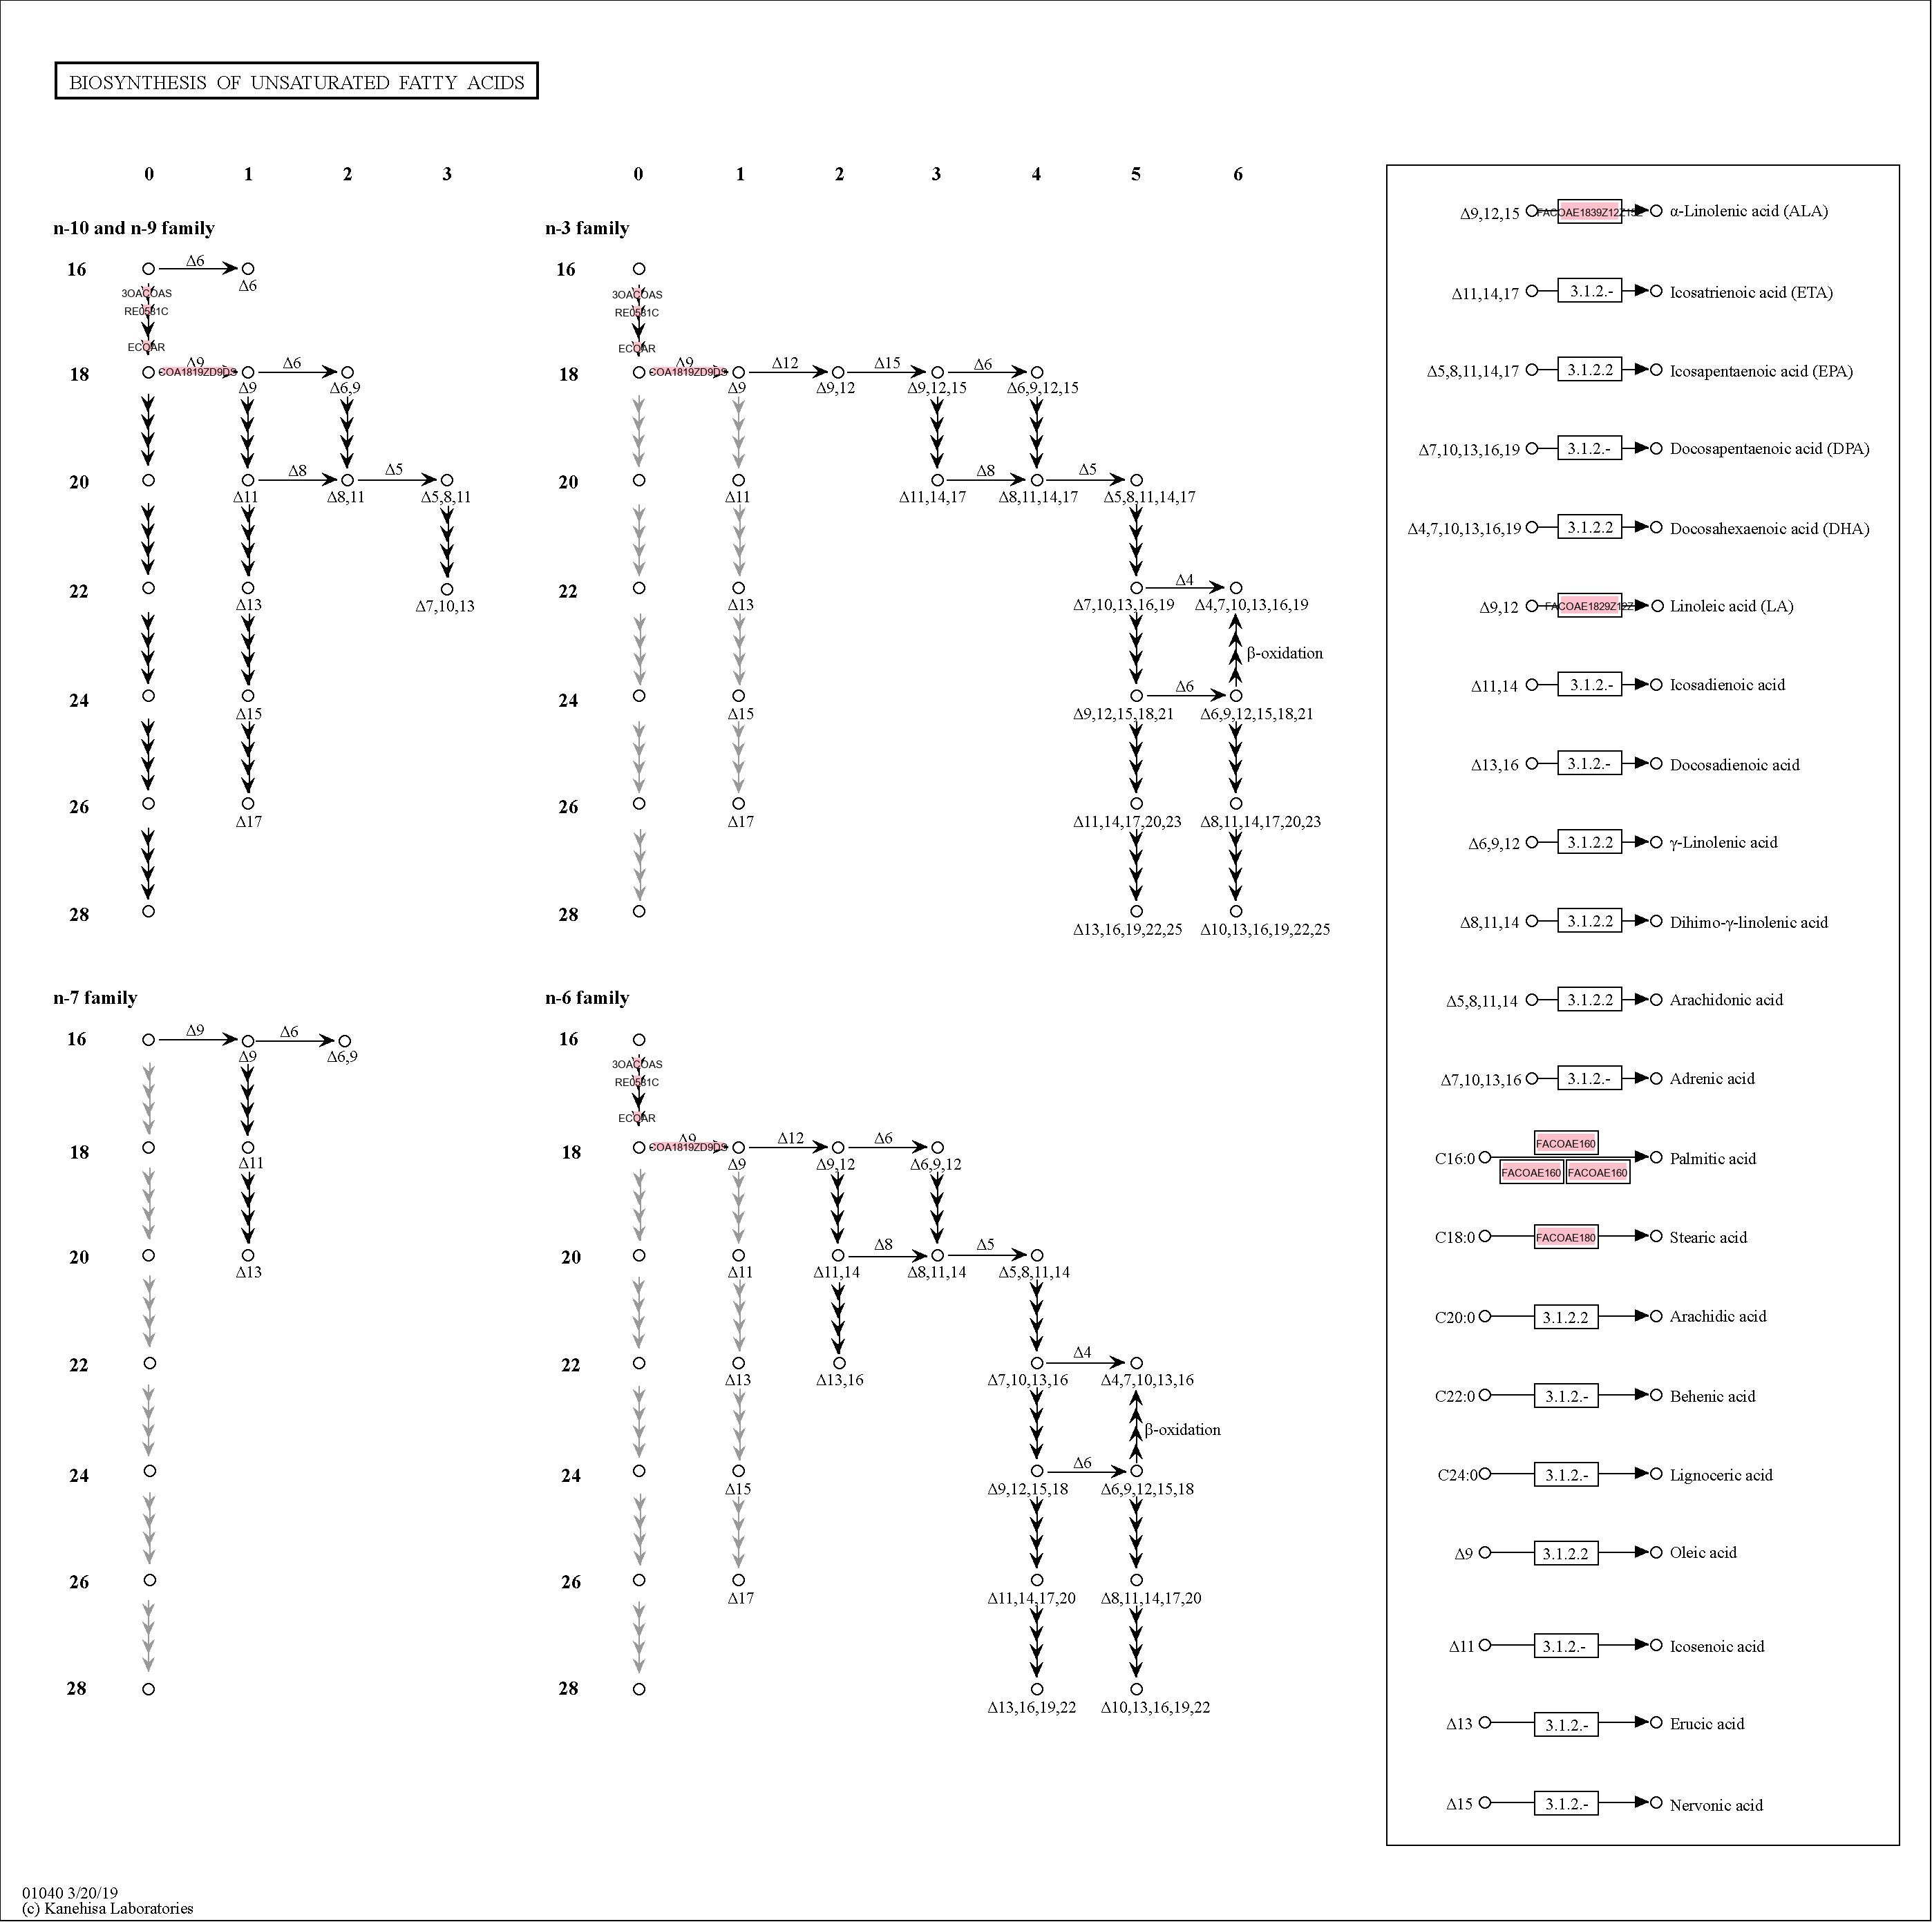 BIOSYNTHESIS OF UNSATURATED FATTY ACIDS
0 1 2 3
0 1 2 3 4 5 6
n-10 and n-9 family
16
Δ6
Δ6
3OACOAS
RE0581C
ECOAR
18
Δ9
Δ6
COA1819ZD9DS
Δ9
Δ6,9
20
Δ8
Δ5
Δ11
Δ8,11
Δ5,8,11
22
Δ13
Δ7,10,13
24
Δ15
26
Δ17
28
n-3 family
16
3OACOAS
RE0581C
ECOAR
18
Δ9
Δ12
Δ15
Δ6
COA1819ZD9DS
Δ9
Δ9,12
Δ9,12,15
Δ6,9,12,15
20
Δ8
Δ5
Δ11
Δ11,14,17
Δ8,11,14,17
Δ5,8,11,14,17
22
Δ4
Δ13
Δ7,10,13,16,19
Δ4,7,10,13,16,19
β-oxidation
24
Δ6
Δ15
Δ9,12,15,18,21
Δ6,9,12,15,18,21
26
Δ17
Δ11,14,17,20,23
Δ8,11,14,17,20,23
28
Δ13,16,19,22,25
Δ10,13,16,19,22,25
n-7 family
16
Δ9
Δ6
Δ9
Δ6,9
18
Δ11
20
Δ13
22
24
26
28
n-6 family
16
3OACOAS
RE0581C
ECOAR
18
Δ9
Δ12
Δ6
COA1819ZD9DS
Δ9
Δ9,12
Δ6,9,12
20
Δ8
Δ5
Δ11
Δ11,14
Δ8,11,14
Δ5,8,11,14
22
Δ4
Δ13
Δ13,16
Δ7,10,13,16
Δ4,7,10,13,16
β-oxidation
24
Δ6
Δ15
Δ9,12,15,18
Δ6,9,12,15,18
26
Δ17
Δ11,14,17,20
Δ8,11,14,17,20
28
Δ13,16,19,22
Δ10,13,16,19,22
Δ9,12,15 α-Linolenic acid (ALA)
Δ11,14,17 3.1.2.- Icosatrienoic acid (ETA)
Δ5,8,11,14,17 3.1.2.2 Icosapentaenoic acid (EPA)
Δ7,10,13,16,19 3.1.2.- Docosapentaenoic acid (DPA)
Δ4,7,10,13,16,19 3.1.2.2 Docosahexaenoic acid (DHA)
Δ9,12 Linoleic acid (LA)
Δ11,14 3.1.2.- Icosadienoic acid
Δ13,16 3.1.2.- Docosadienoic acid
Δ6,9,12 3.1.2.2 γ-Linolenic acid
Δ8,11,14 3.1.2.2 Dihimo-γ-linolenic acid
Δ5,8,11,14 3.1.2.2 Arachidonic acid
Δ7,10,13,16 3.1.2.- Adrenic acid
FACOAE160
C16:0 Palmitic acid
FACOAE160 FACOAE160
C18:0 FACOAE180 Stearic acid
C20:0 3.1.2.2 Arachidic acid
C22:0 3.1.2.- Behenic acid
C24:0 3.1.2.- Lignoceric acid
Δ9 3.1.2.2 Oleic acid
Δ11 3.1.2.- Icosenoic acid
Δ13 3.1.2.- Erucic acid
Δ15 3.1.2.- Nervonic acid
01040 3/20/19
(c) Kanehisa Laboratories